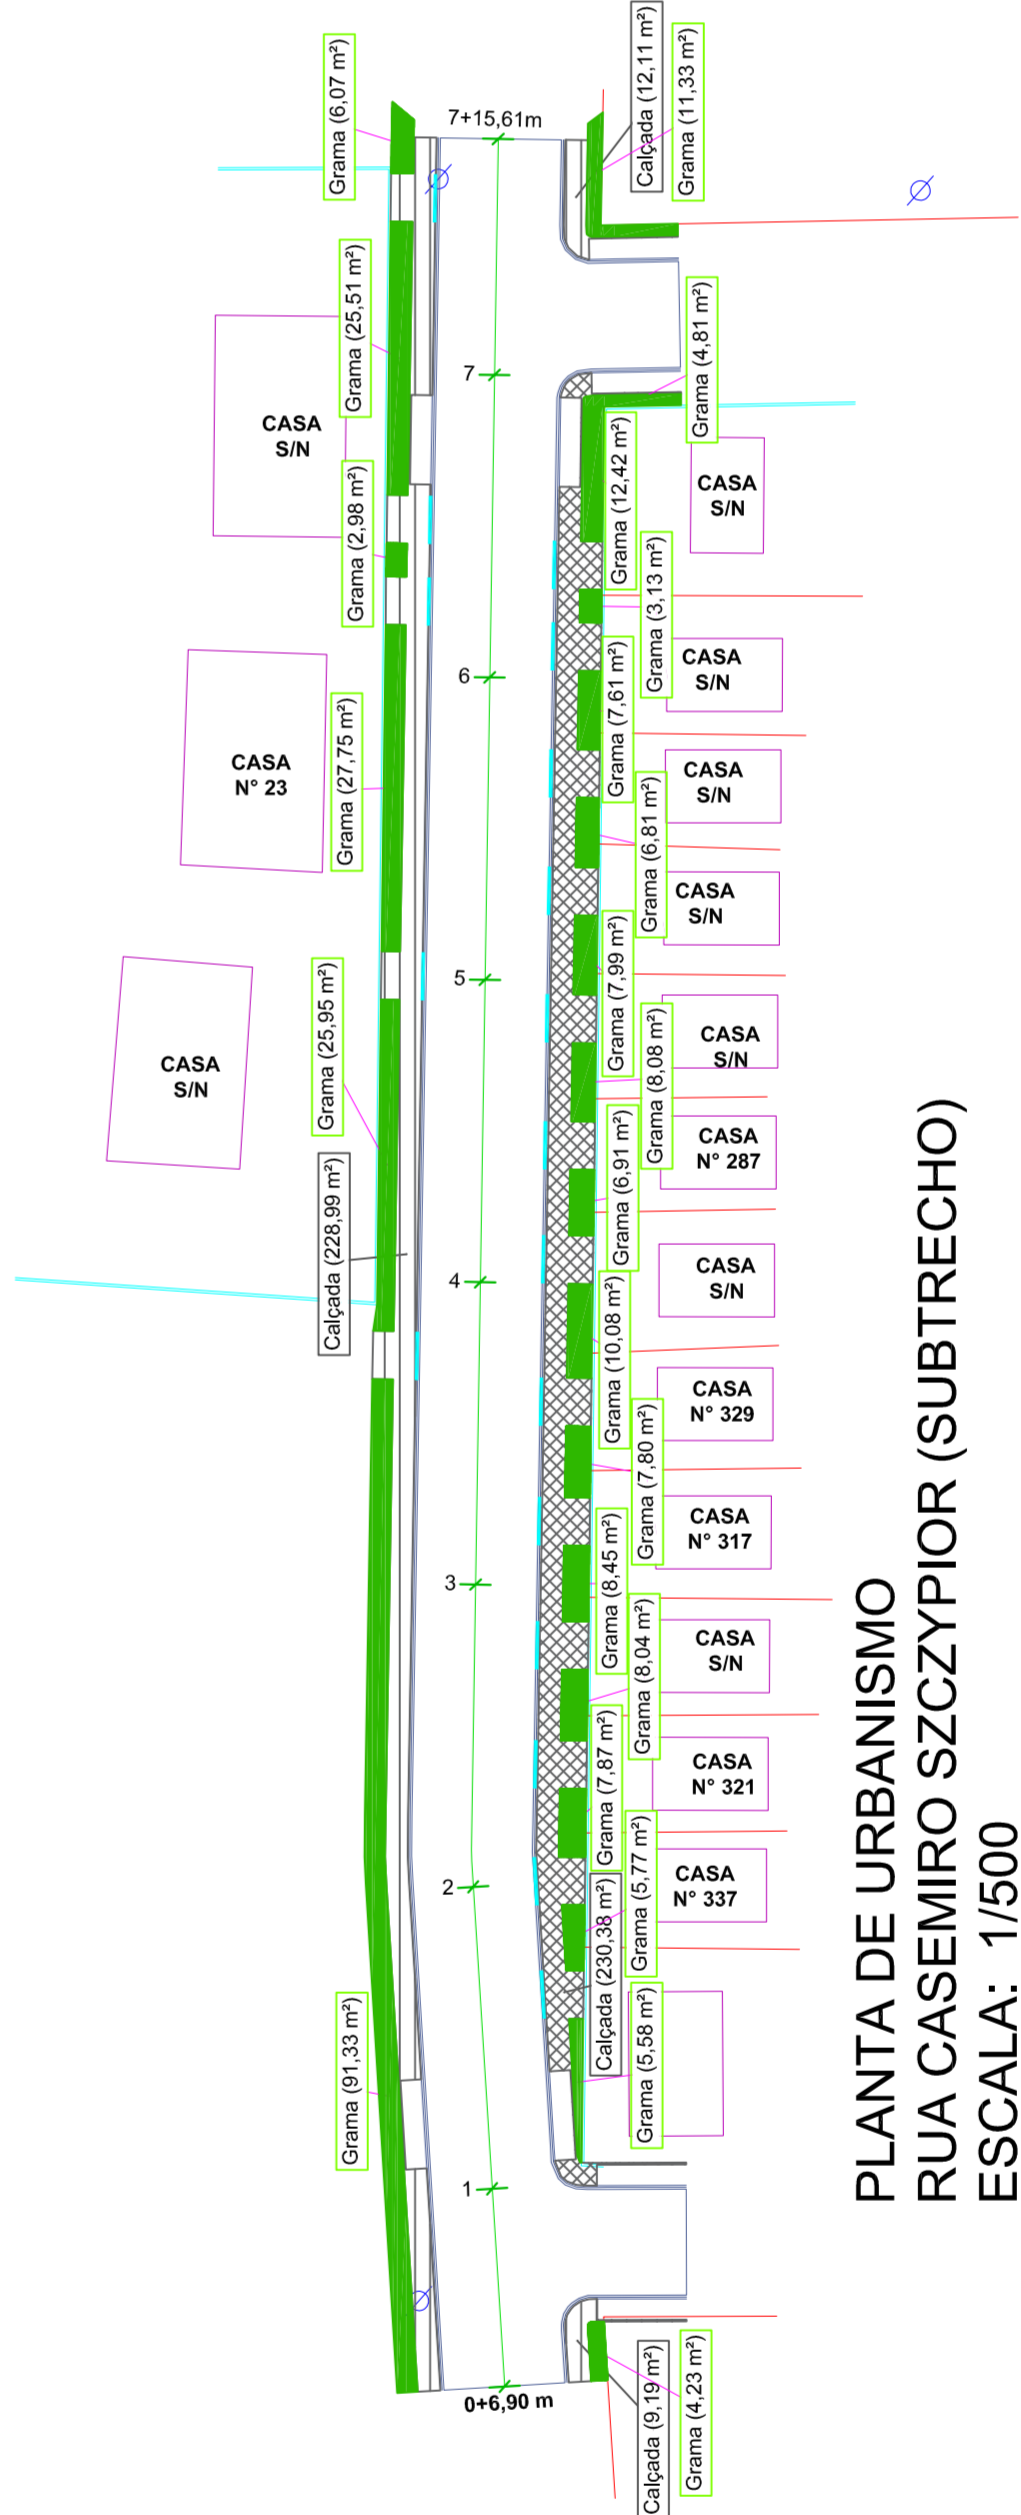 Grama (6,07 m²)
7+15,61m
Calçada (12,11 m²)
Grama (11,33 m²)
Grama (25,51 m²)
CASA
S/N
7
Grama (4,81 m²)
Grama (2,98 m²)
Grama (12,42 m²)
CASA
S/N
Grama (3,13 m²)
6
Grama (27,75 m²)
CASA
N° 23
Grama (7,61 m²)
CASA
S/N
Grama (6,81 m²)
CASA
S/N
CASA
S/N
Grama (7,99 m²)
5
Grama (25,95 m²)
CASA
S/N
CASA
S/N
Grama (8,08 m²)
Grama (6,91 m²)
CASA
N° 287
Calçada (228,99 m²)
4
CASA
S/N
Grama (10,08 m²)
CASA
N° 329
Grama (7,80 m²)
CASA
N° 317
3
Grama (8,45 m²)
Grama (8,04 m²)
CASA
S/N
Grama (7,87 m²)
CASA
N° 321
2
Grama (5,77 m²)
CASA
N° 337
Calçada (230,38 m²)
Grama (91,33 m²)
Grama (5,58 m²)
1
0+6,90 m
Calçada (9,19 m²)
Grama (4,23 m²)
PLANTA DE URBANISMO
RUA CASEMIRO SZCZYPIOR (SUBTRECHO)
ESCALA: 1/500